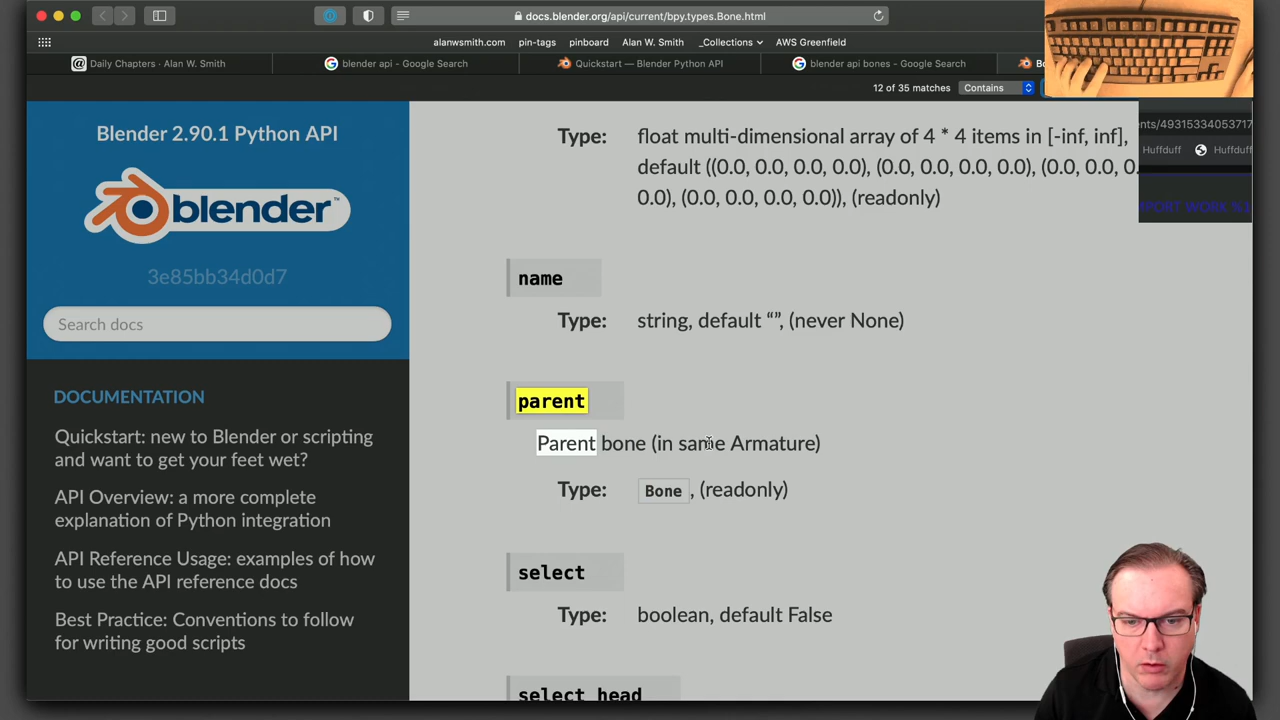 docs.blender.org/api/current/bpy.types.Bone.html
alanwsmith.com pin-tags pinboard Alan W. Smith _Collections AWS Greenfield
Daily Chapters · Alan W. Smith
blender api - Google Search
Quickstart — Blender Python API
blender api bones - Google Search
12 of 35 matches
Contains
ents/49315334053717
Huffduff
Huffduff
PORT WORK
Blender 2.90.1 Python API
blender
3e85bb34d0d7
Search docs
DOCUMENTATION
Quickstart: new to Blender or scripting
and want to get your feet wet?
API Overview: a more complete
explanation of Python integration
API Reference Usage: examples of how
to use the API reference docs
Best Practice: Conventions to follow
for writing good scripts
Type: float multi-dimensional array of 4 * 4 items in [-inf, inf],
default ((0.0, 0.0, 0.0, 0.0), (0.0, 0.0, 0.0, 0.0), (0.0, 0.0, 0.
0.0), (0.0, 0.0, 0.0, 0.0)), (readonly)
name
Type: string, default “”, (never None)
parent
Parent bone (in same Armature)
Type: Bone, (readonly)
select
Type: boolean, default False
select_head